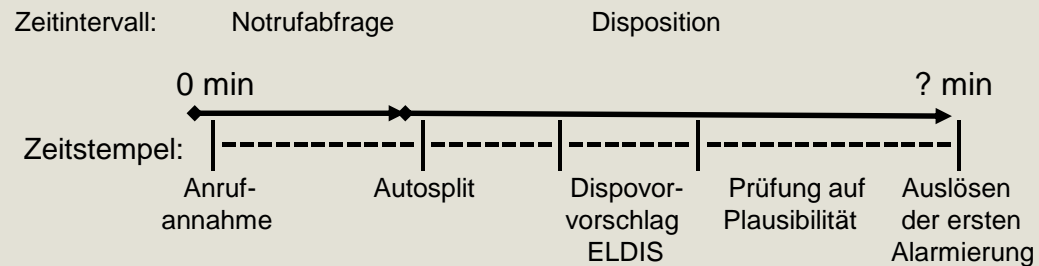 Zeitintervall: Notrufabfrage Disposition
0 min ? min
Zeitstempel:
Anruf-
annahme
Autosplit
Dispovor-
vorschlag
ELDIS
Prüfung auf
Plausibilität
Auslösen
der ersten
Alarmierung